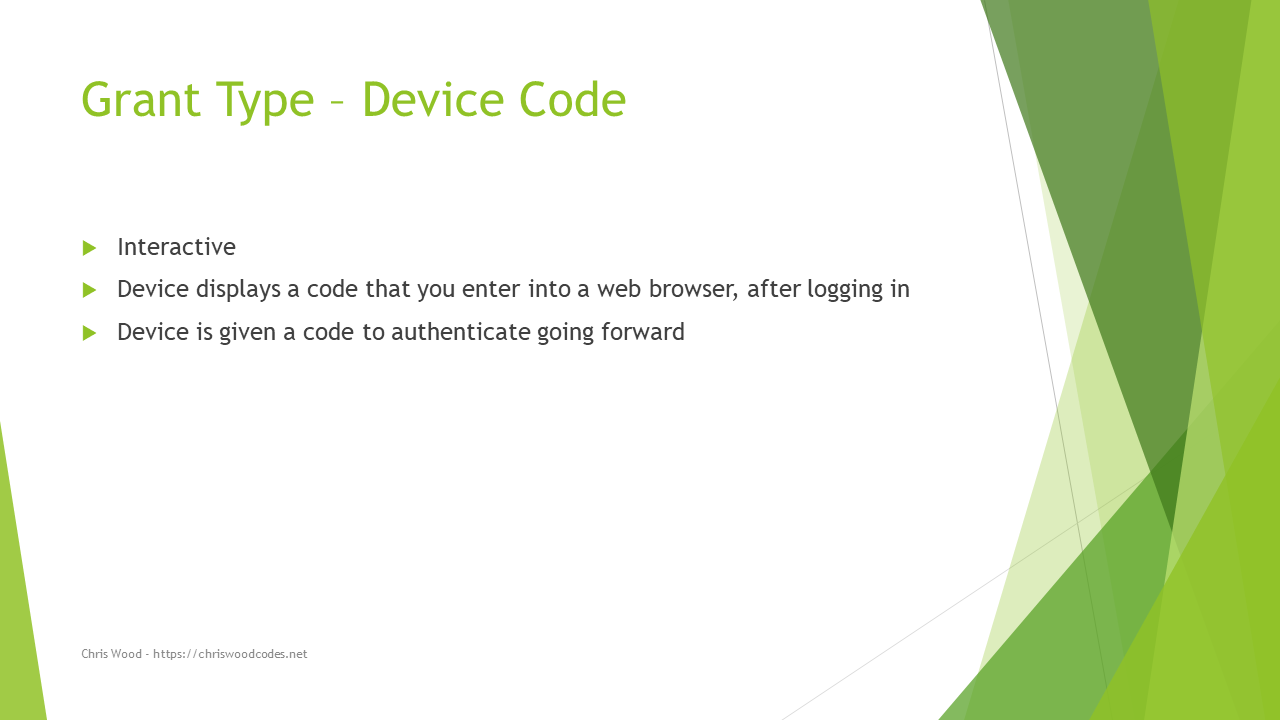 Grant Type – Device Code
Interactive
Device displays a code that you enter into a web browser, after logging in
Device is given a code to authenticate going forward
Chris Wood - https://chriswoodcodes.net